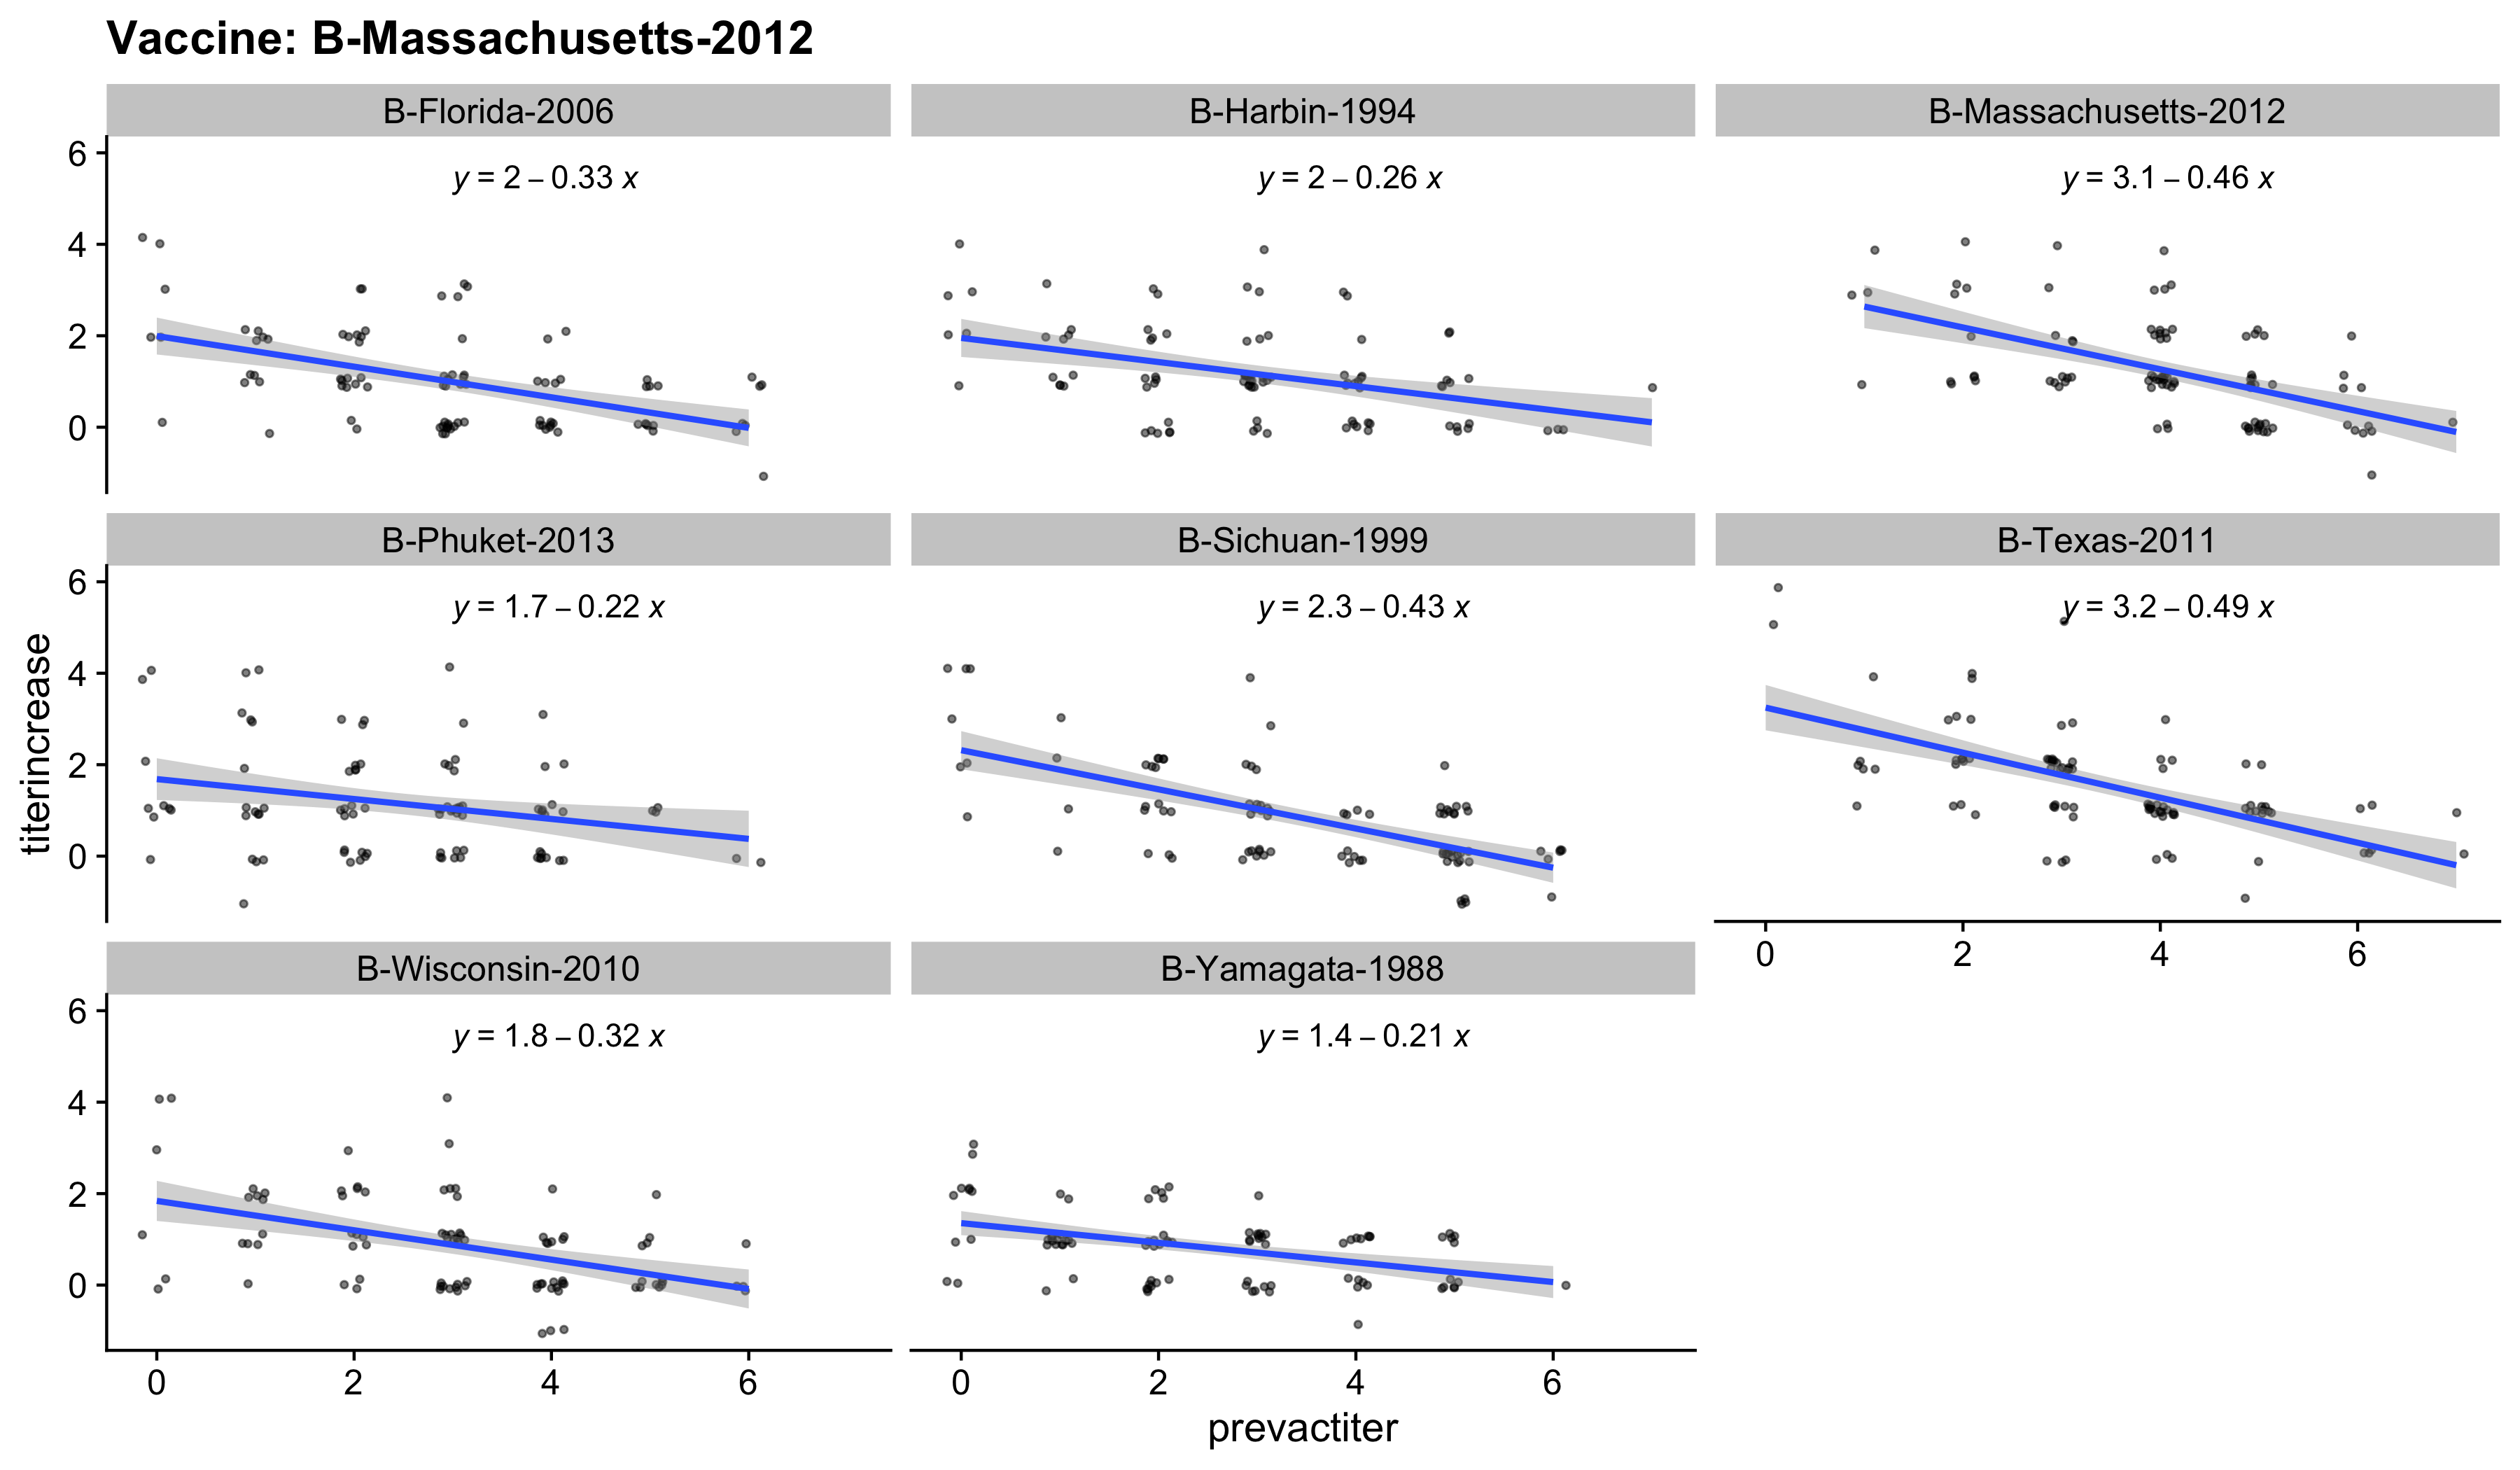 Vaccine: B-Massachusetts-2012
B-Florida-2006
B-Harbin-1994
B-Massachusetts-2012
6
4
2
0
y = 2 – 0.33 x
y = 2 – 0.26 x
y = 3.1 – 0.46 x
B-Phuket-2013
B-Sichuan-1999
B-Texas-2011
titerincrease
6
4
2
0
y = 1.7 – 0.22 x
y = 2.3 – 0.43 x
y = 3.2 – 0.49 x
0 2 4 6
B-Wisconsin-2010
B-Yamagata-1988
6
4
2
0
y = 1.8 – 0.32 x
y = 1.4 – 0.21 x
0 2 4 6
0 2 4 6
prevactiter